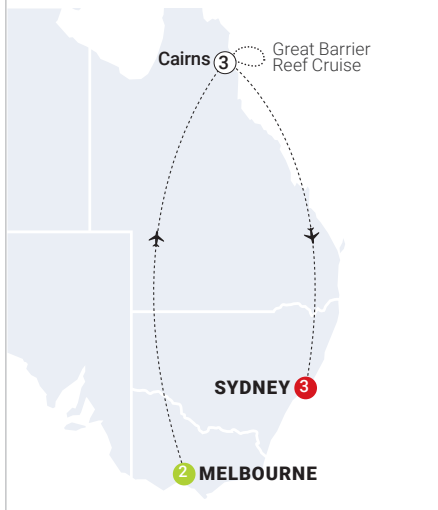 Great Barrier
Reef Cruise
Cairns 3
SYDNEY 3
2 MELBOURNE